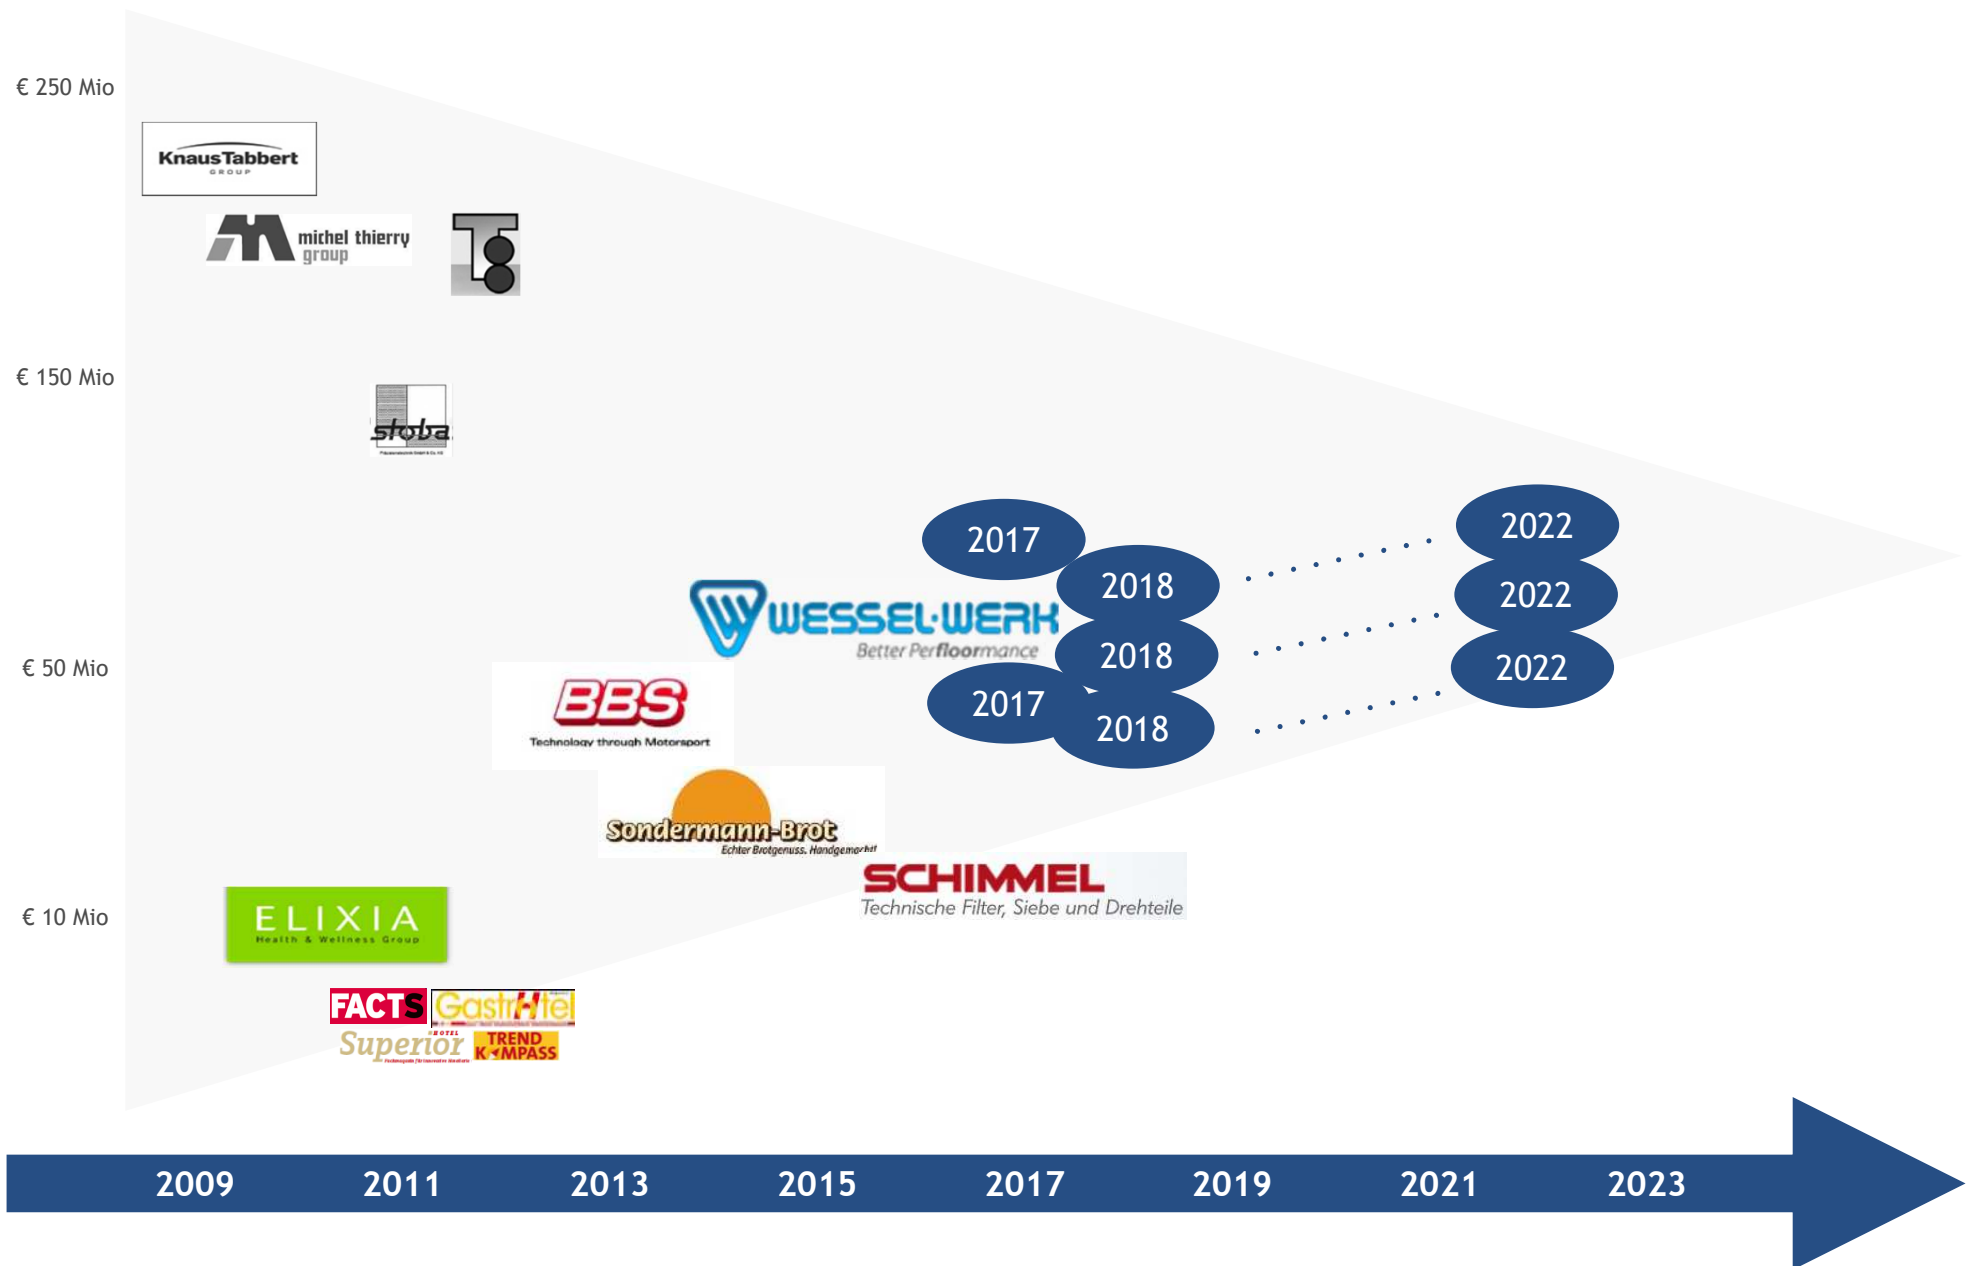 € 250 Mio
KnausTabbert
GROUP
michel thierry
group
€ 150 Mio
stoba
2017
2022
2018
2022
WESSEL·WERK
Better Perfloormance
2018
€ 50 Mio
2022
BBS
Technology through Motorsport
2017
2018
Sondermann-Brot
Echter Brotgenuss. Handgemacht!
SCHIMMEL
Technische Filter, Siebe und Drehteile
€ 10 Mio
ELIXIA
Health & Wellness Group
FACTS
GastrHtel
HOTEL
Superior
TREND
KOMPASS
2009 2011 2013 2015 2017 2019 2021 2023